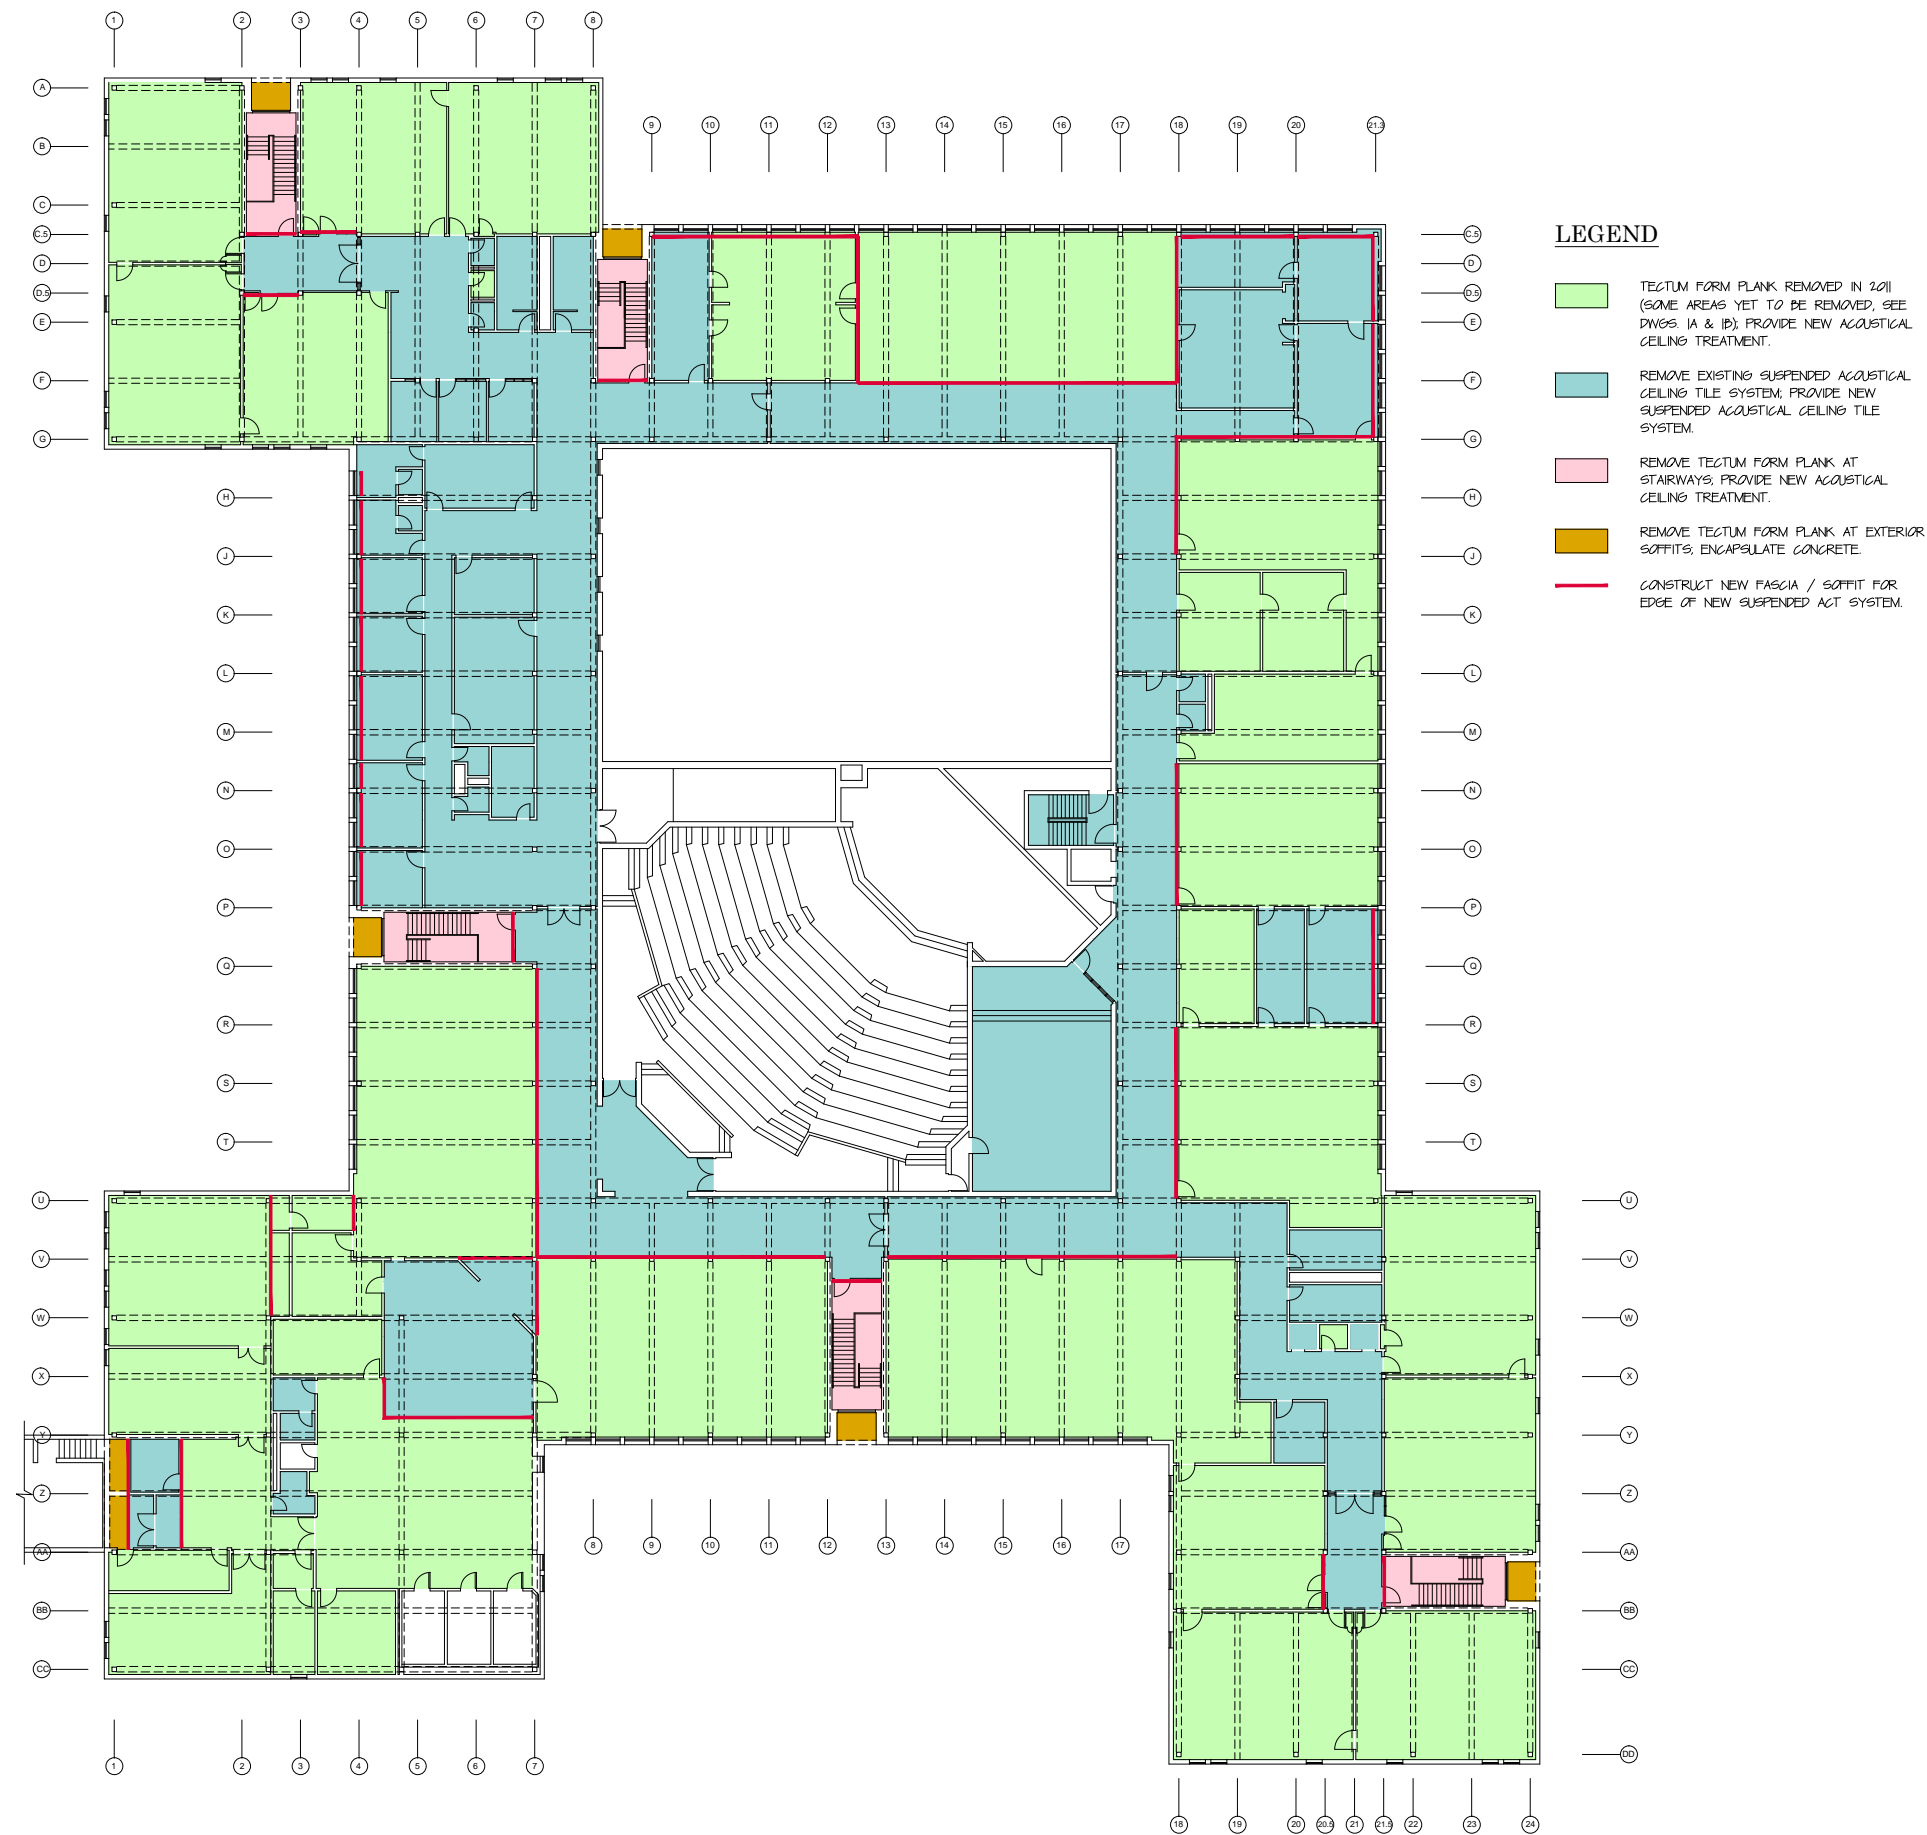 1 2 3 4 5 6 7 8
9 10 11 12 13 14 15 16 17 18 19 20 21.3
A
B
C
C.5
D
D.5
E
F
G
H
J
K
L
M
N
O
P
Q
R
S
T
U
V
W
X
Y
Z
AA
BB
CC
C.5
D
D.5
E
F
G
H
J
K
L
M
N
O
P
Q
R
S
T
U
V
W
X
Y
Z
AA
BB
CC
DD
8 9 10 11 12 13 14 15 16 17
1 2 3 4 5 6 7
18 19 20 20.5 21 21.5 22 23 24
LEGEND
TECTUM FORM PLANK REMOVED IN 2011
(SOME AREAS YET TO BE REMOVED, SEE
DWGS. 1A & 1B); PROVIDE NEW ACOUSTICAL
CEILING TREATMENT.
REMOVE EXISTING SUSPENDED ACOUSTICAL
CEILING TILE SYSTEM; PROVIDE NEW
SUSPENDED ACOUSTICAL CEILING TILE
SYSTEM.
REMOVE TECTUM FORM PLANK AT
STAIRWAYS; PROVIDE NEW ACOUSTICAL
CEILING TREATMENT.
REMOVE TECTUM FORM PLANK AT EXTERIOR
SOFFITS; ENCAPSULATE CONCRETE.
CONSTRUCT NEW FASCIA / SOFFIT FOR
EDGE OF NEW SUSPENDED ACT SYSTEM.